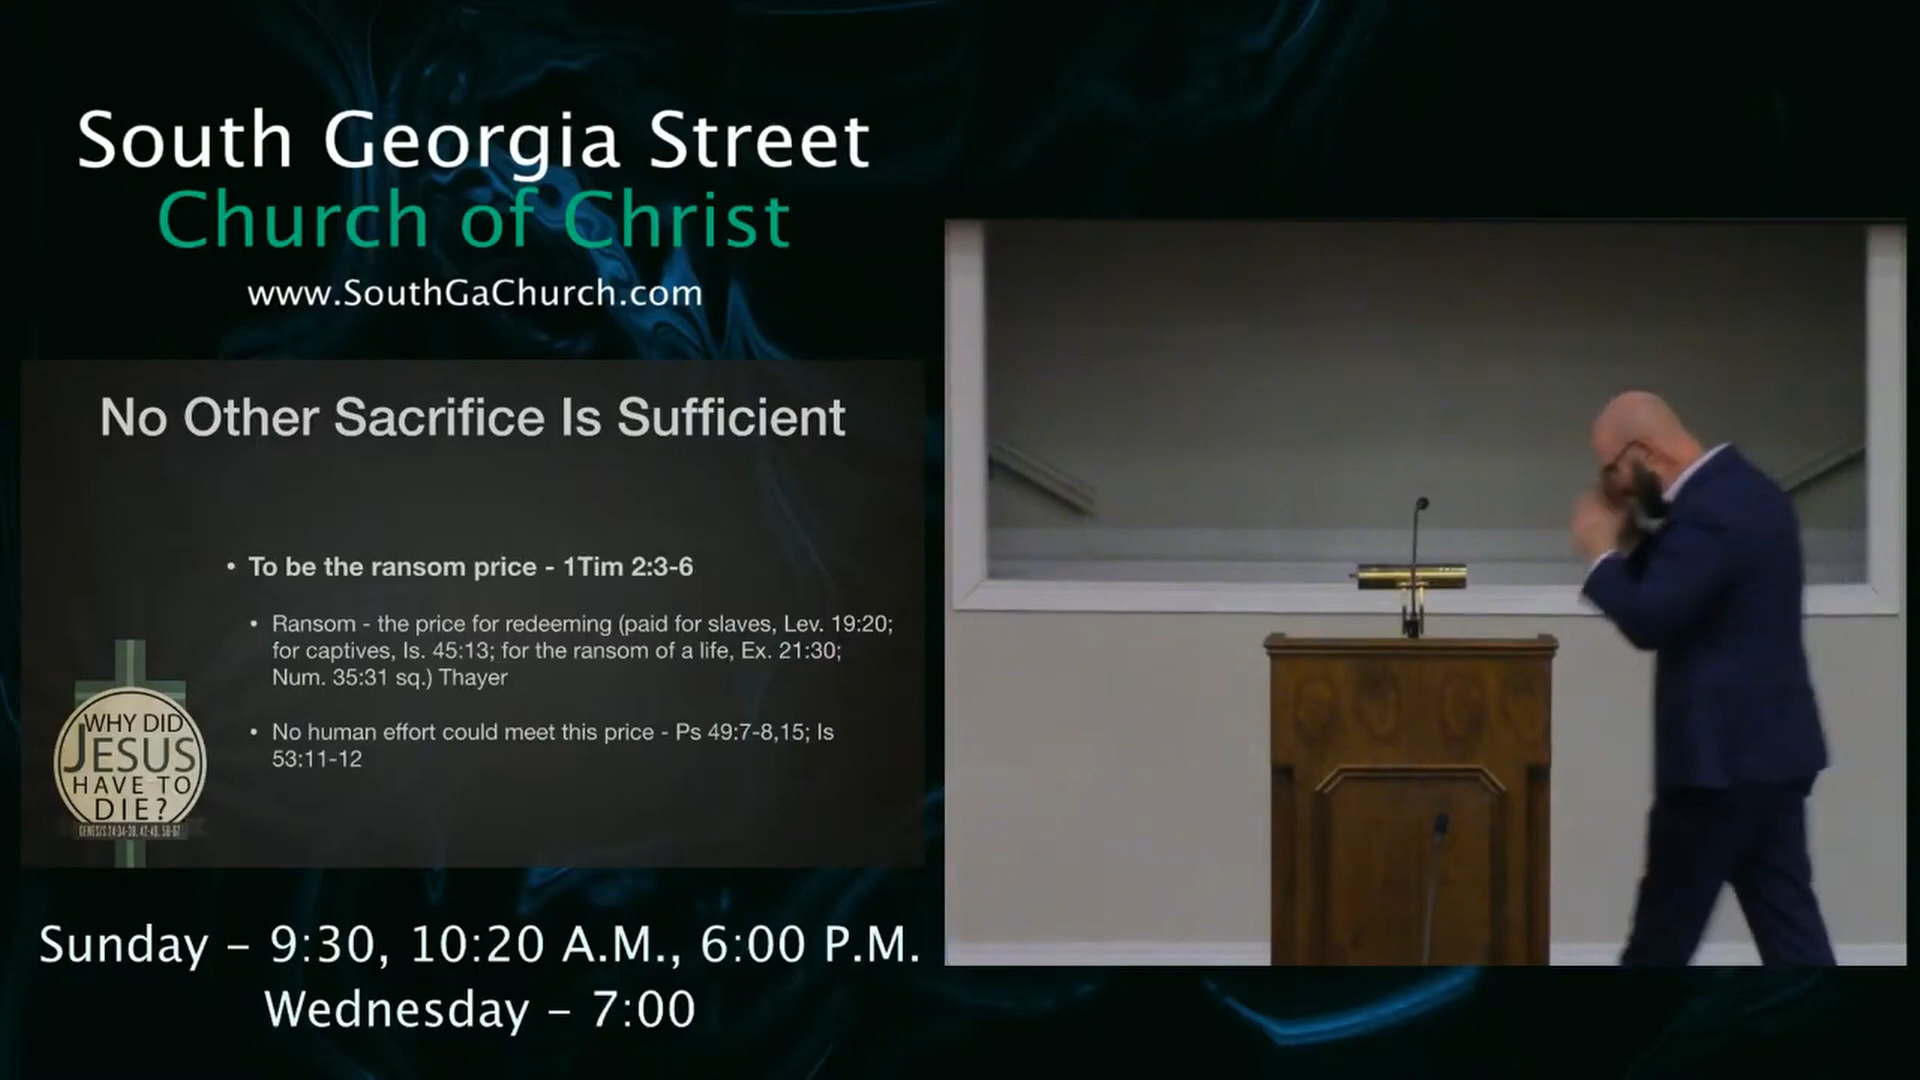 South Georgia Street
Church of Christ
www.SouthGaChurch.com
No Other Sacrifice Is Sufficient
• To be the ransom price - 1Tim 2:3-6
• Ransom - the price for redeeming (paid for slaves, Lev. 19:20;
for captives, Is. 45:13; for the ransom of a life, Ex. 21:30;
Num. 35:31 sq.) Thayer
• No human effort could meet this price - Ps 49:7-8,15; Is
53:11-12
WHY DID
JESUS
HAVE TO
DIE?
Sunday – 9:30, 10:20 A.M., 6:00 P.M.
Wednesday – 7:00